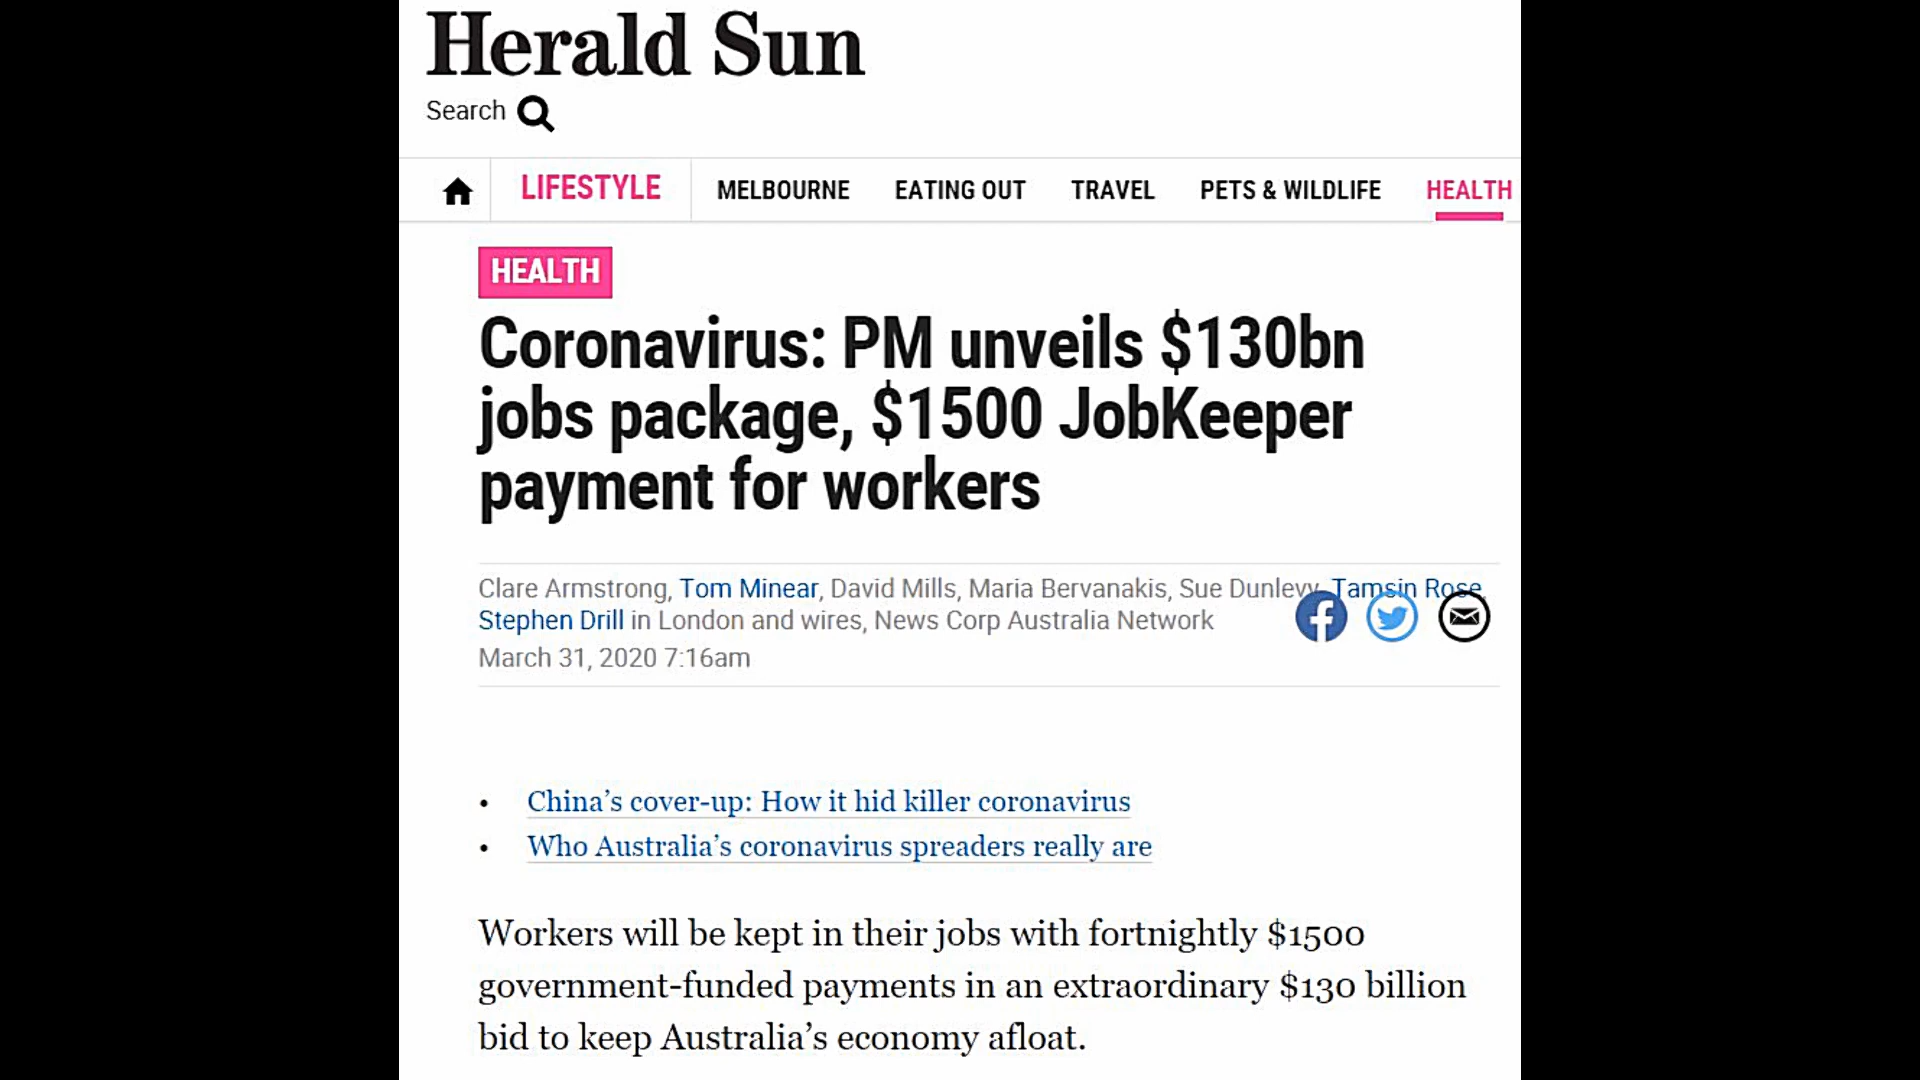 Herald Sun
Search
LIFESTYLE MELBOURNE EATING OUT TRAVEL PETS & WILDLIFE HEALTH
HEALTH
Coronavirus: PM unveils $130bn
jobs package, $1500 JobKeeper
payment for workers
Clare Armstrong, Tom Minear, David Mills, Maria Bervanakis, Sue Dunlevy, Tamsin Rose,
Stephen Drill in London and wires, News Corp Australia Network
March 31, 2020 7:16am
• China’s cover-up: How it hid killer coronavirus
• Who Australia’s coronavirus spreaders really are
Workers will be kept in their jobs with fortnightly $1500
government-funded payments in an extraordinary $130 billion
bid to keep Australia’s economy afloat.